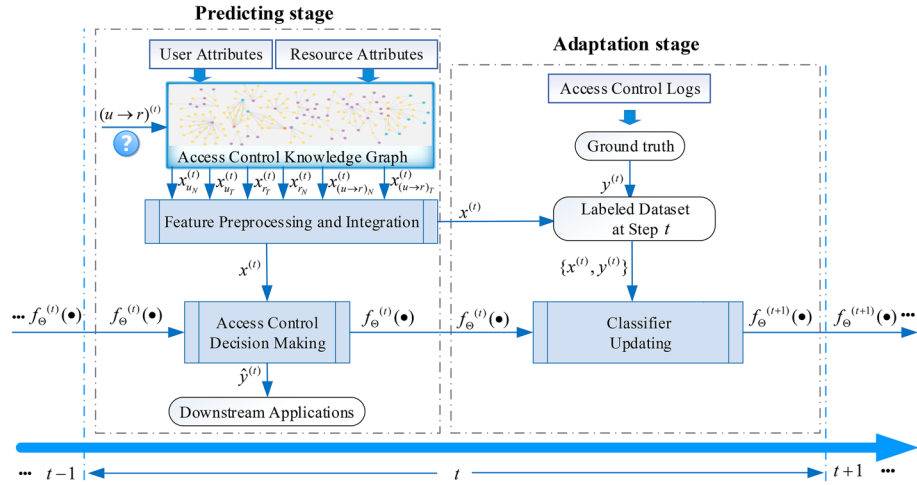 Predicting stage
Adaptation stage
User Attributes
Resource Attributes
Access Control Logs
(u → r)^(t)
?
Access Control Knowledge Graph
Ground truth
x_{u_N}^(t) x_{u_T}^(t) x_{r_T}^(t) x_{r_N}^(t) x_{(u→r)_N}^(t) x_{(u→r)_T}^(t)
y^(t)
Feature Preprocessing and Integration
x^(t)
Labeled Dataset
at Step t
x^(t)
{x^(t), y^(t)}
••• f_Θ^(t)(•)
f_Θ^(t)(•)
Access Control
Decision Making
f_Θ^(t)(•)
f_Θ^(t)(•)
Classifier
Updating
f_Θ^(t+1)(•)
f_Θ^(t+1)(•) •••
ŷ^(t)
Downstream Applications
••• t−1
t
t+1 •••